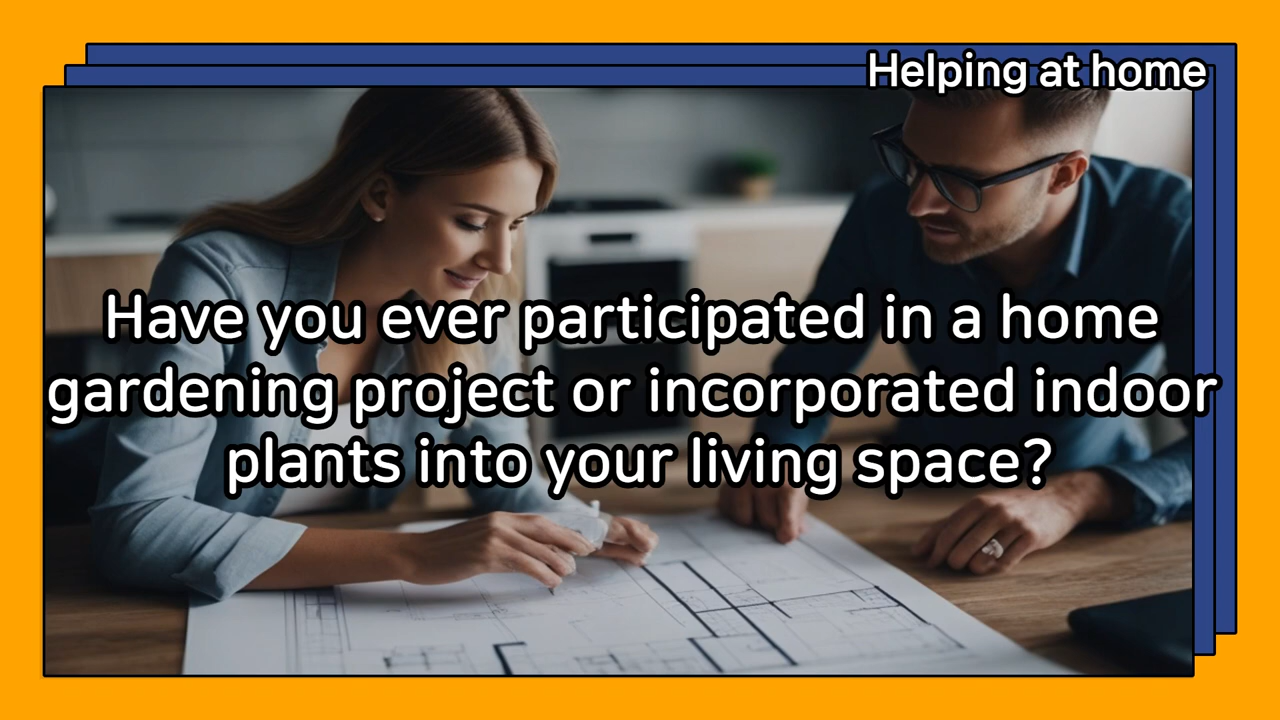 Helping at home
Have you ever participated in a home
gardening project or incorporated indoor
plants into your living space?